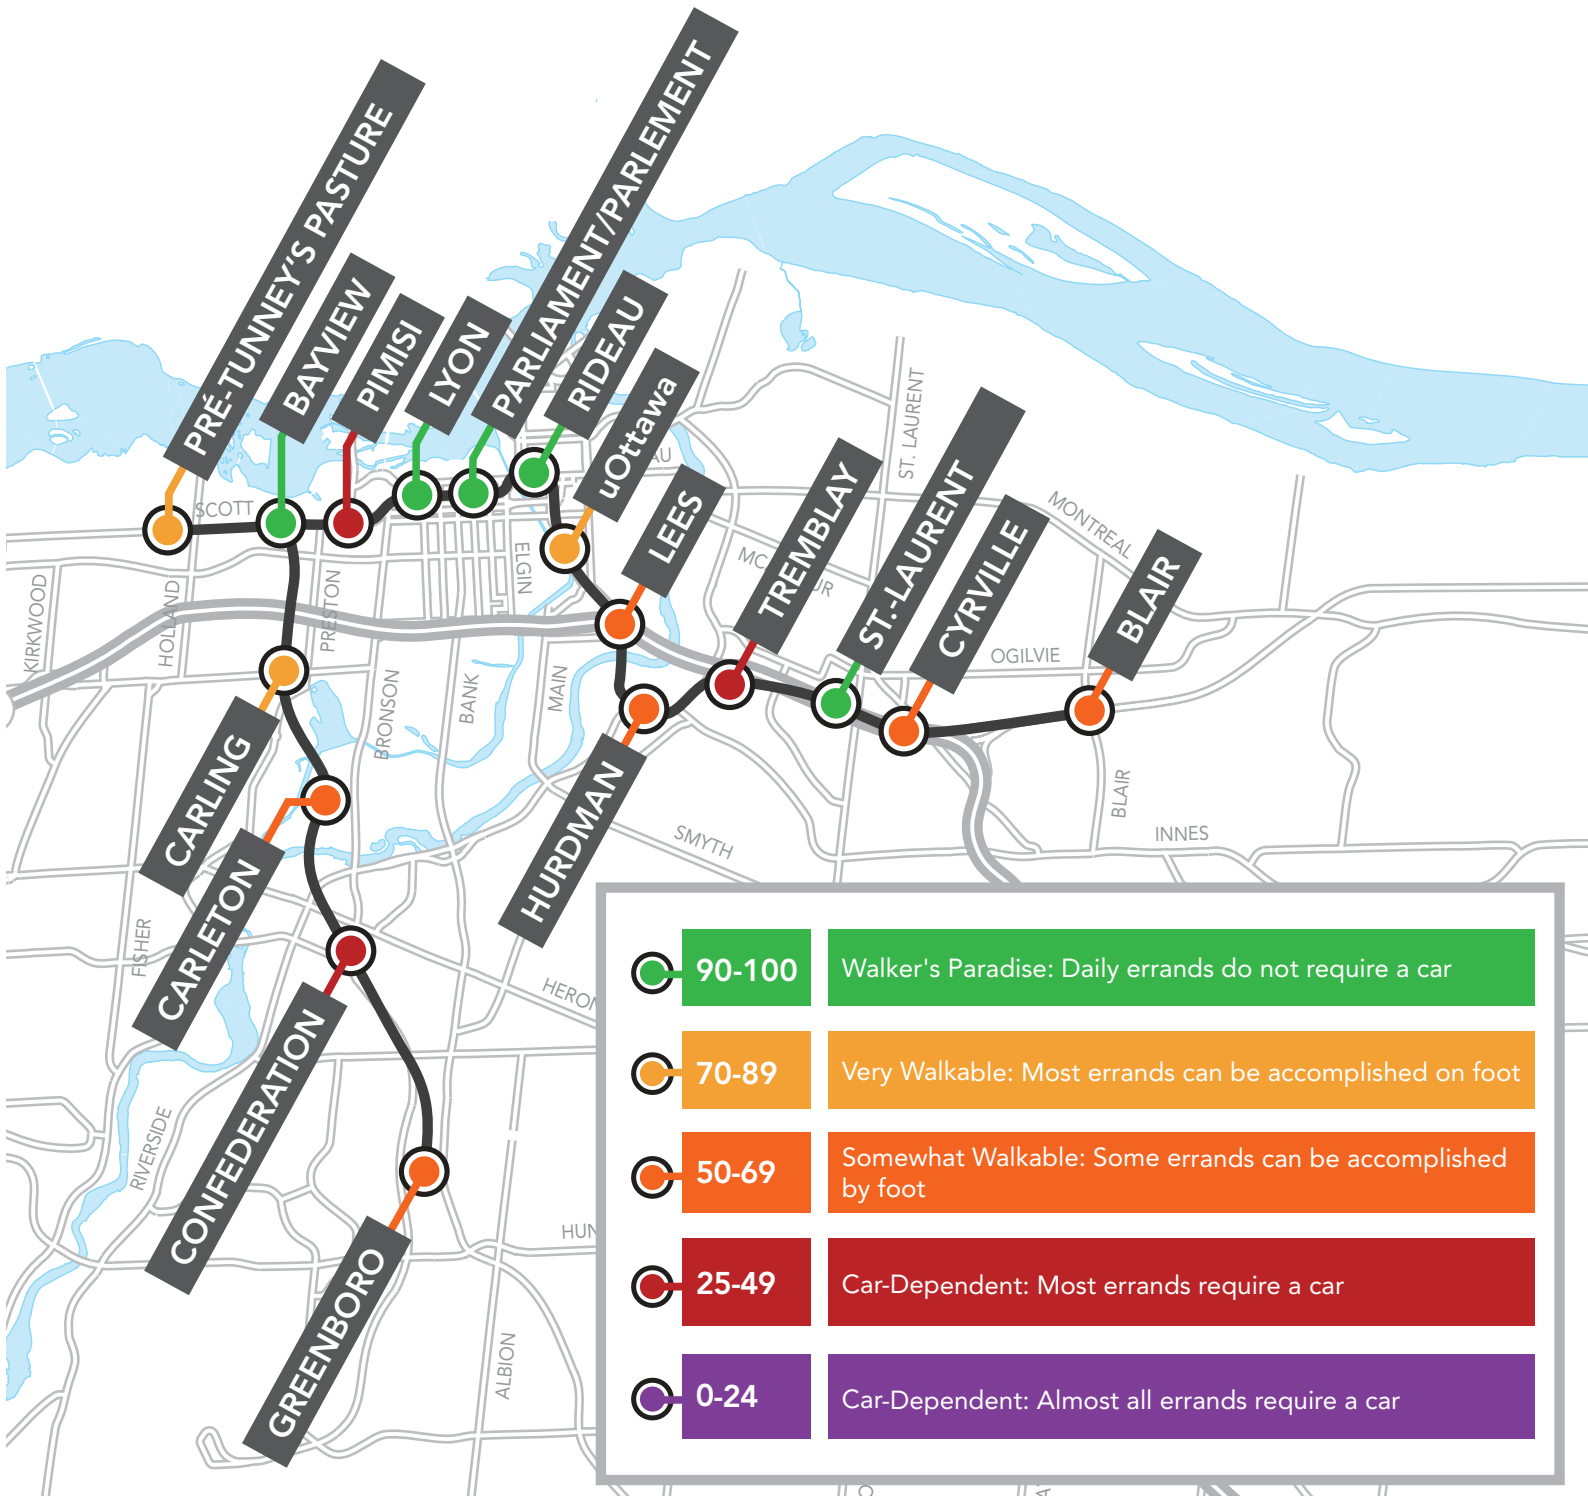 PRÉ-TUNNEY'S PASTURE
BAYVIEW
PIMISI
LYON
PARLIAMENT/PARLEMENT
RIDEAU
uOttawa
LEES
TREMBLAY
ST.-LAURENT
CYRVILLE
BLAIR
HURDMAN
CARLING
CARLETON
CONFEDERATION
GREENBORO
SCOTT
KIRKWOOD
HOLLAND
PRESTON
BRONSON
BANK
ELGIN
MAIN
ST. LAURENT
MONTREAL
OGILVIE
BLAIR
INNES
SMYTH
FISHER
HERON
RIVERSIDE
HUN
ALBION
90-100
Walker's Paradise: Daily errands do not require a car
70-89
Very Walkable: Most errands can be accomplished on foot
50-69
Somewhat Walkable: Some errands can be accomplished
by foot
25-49
Car-Dependent: Most errands require a car
0-24
Car-Dependent: Almost all errands require a car